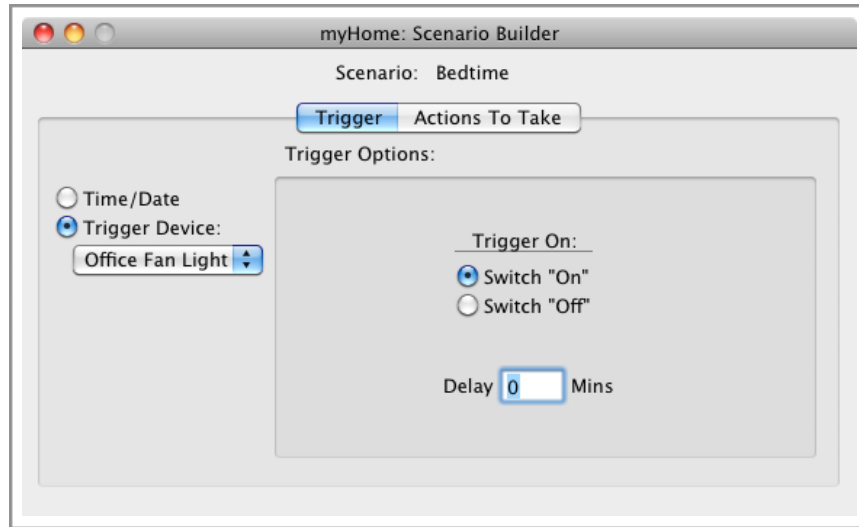 myHome: Scenario Builder
Scenario: Bedtime
Trigger Actions To Take
Trigger Options:
Time/Date
Trigger Device:
Office Fan Light
Trigger On:
Switch "On"
Switch "Off"
Delay 0 Mins